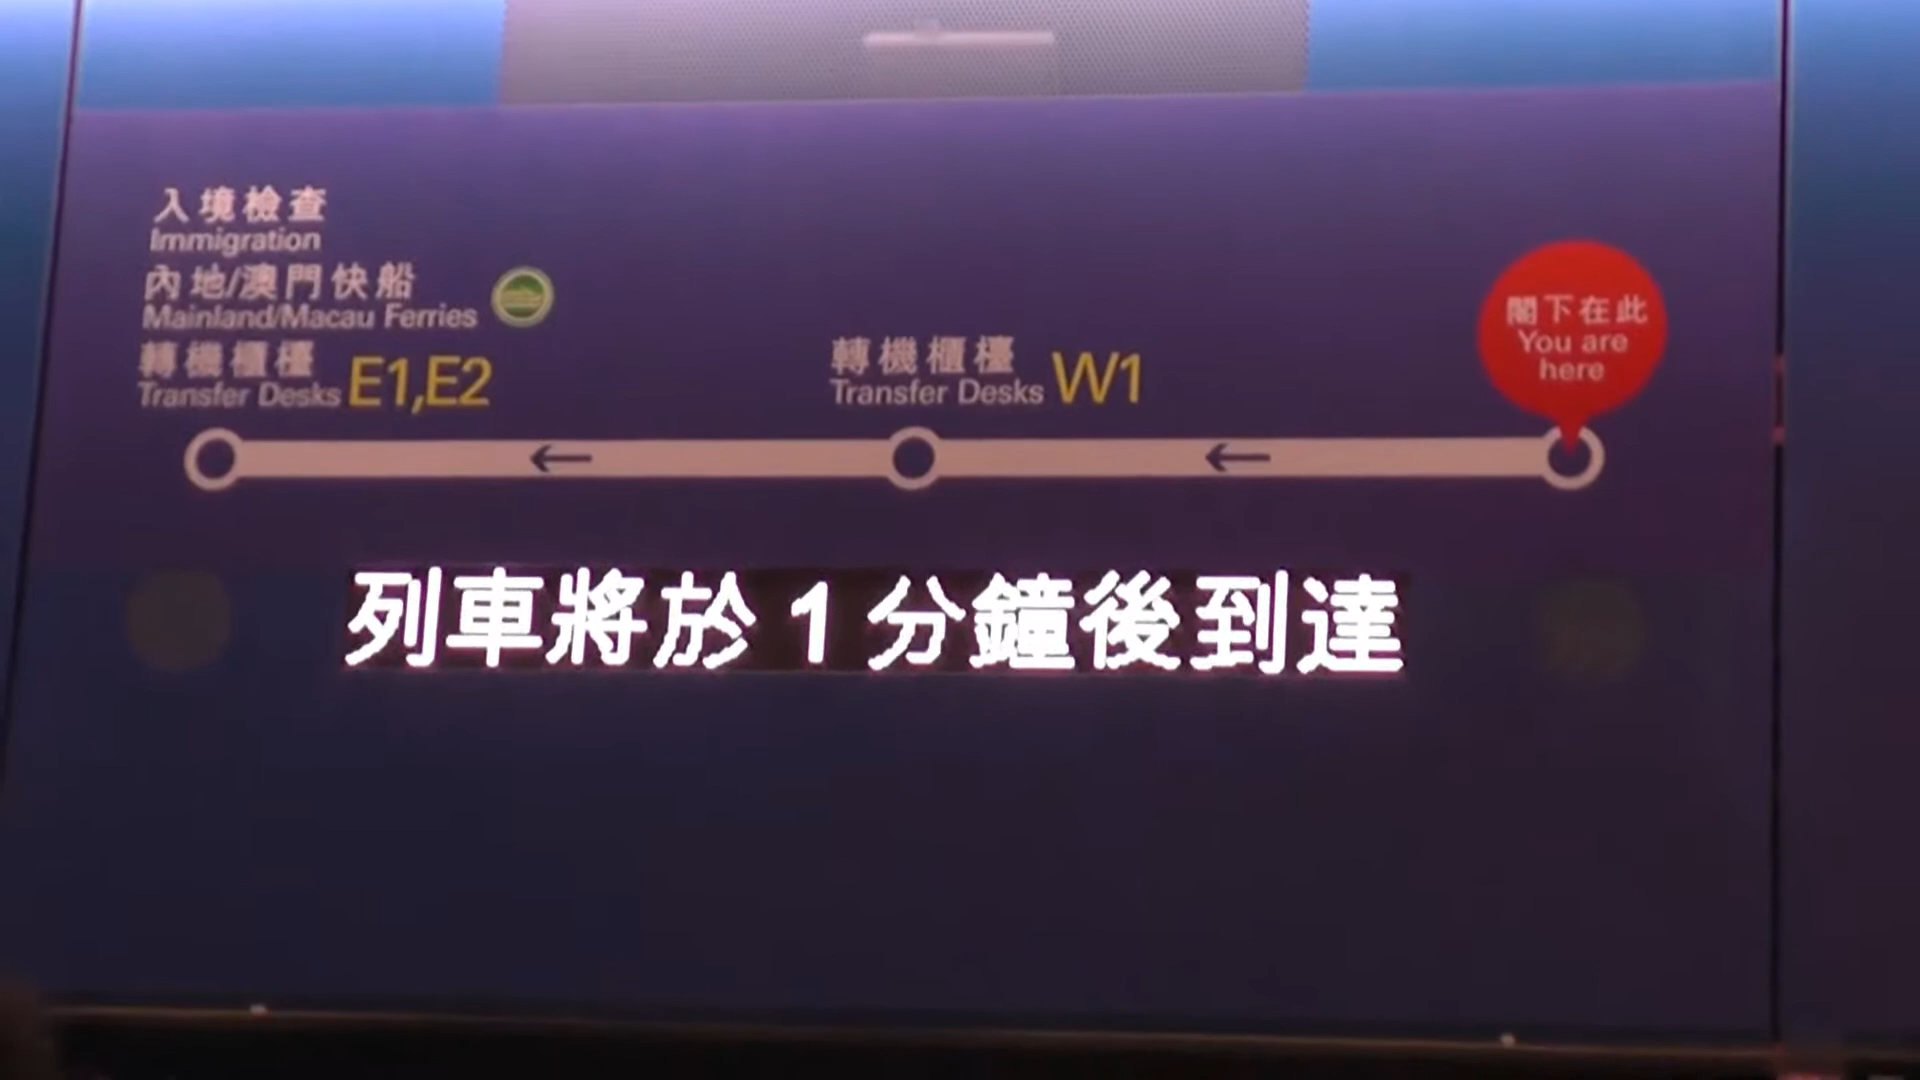 入境檢查
Immigration
內地/澳門快船
Mainland/Macau Ferries
轉機櫃檯
Transfer Desks E1,E2
轉機櫃檯
Transfer Desks W1
閣下在此
You are
here
列車將於1分鐘後到達